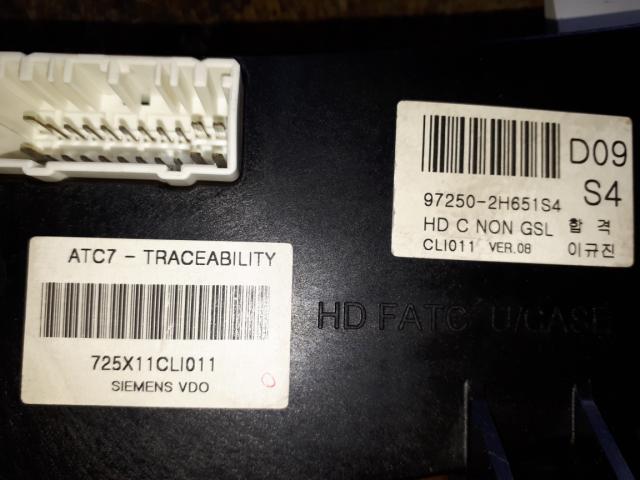 D09
97250-2H651S4 S4
HD C NON GSL 합 격
CLI011 VER.08 이규진
ATC7 - TRACEABILITY
HD FATC U/CASE
725X11CLI011
SIEMENS VDO